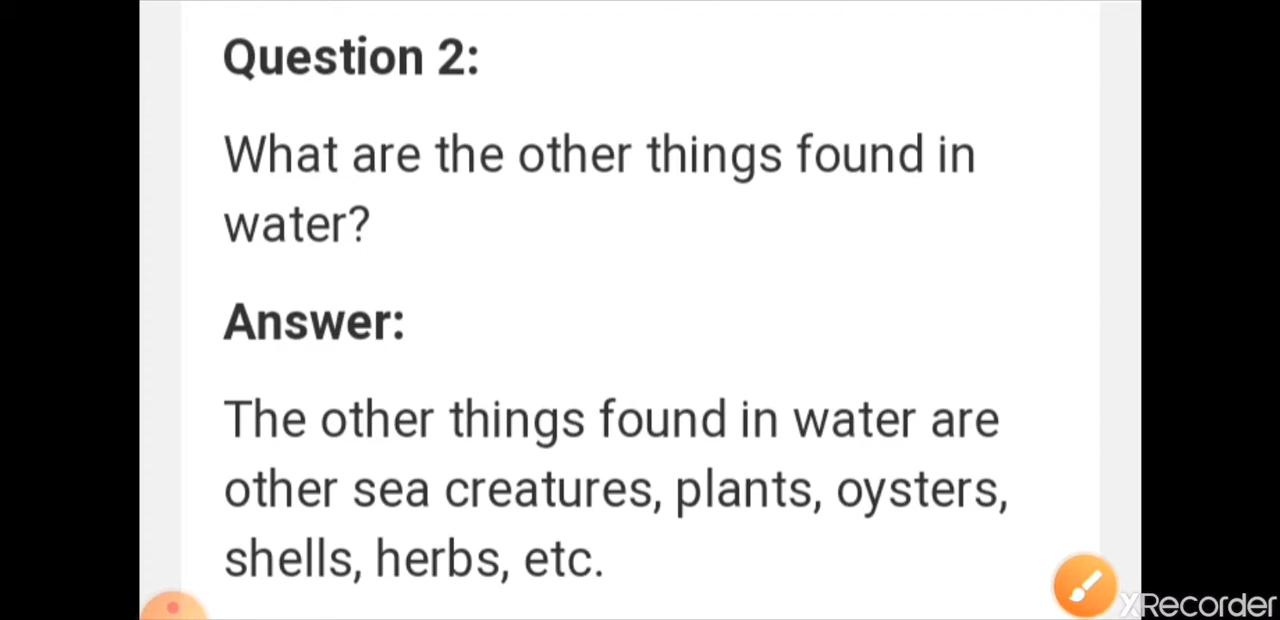 Question 2:
What are the other things found in
water?
Answer:
The other things found in water are
other sea creatures, plants, oysters,
shells, herbs, etc.
XRecorder